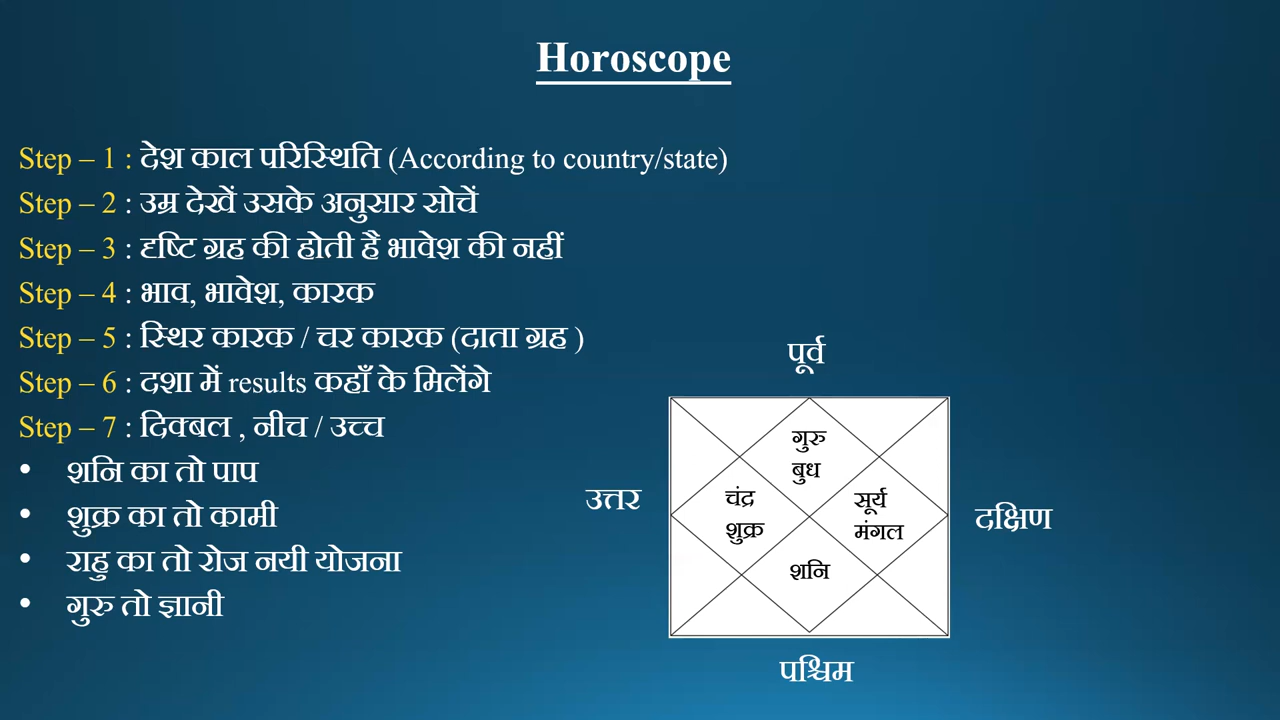 Horoscope
Step – 1 : देश काल परिस्थिति (According to country/state)
Step – 2 : उम्र देखें उसके अनुसार सोचें
Step – 3 : दृष्टि ग्रह की होती है भावेश की नहीं
Step – 4 : भाव, भावेश, कारक
Step – 5 : स्थिर कारक / चर कारक (दाता ग्रह )
Step – 6 : दशा में results कहाँ के मिलेंगे
Step – 7 : दिक्बल , नीच / उच्च
• शनि का तो पाप
• शुक्र का तो कामी
• राहु का तो रोज नयी योजना
• गुरु तो ज्ञानी
पूर्व
गुरु
बुध
उत्तर
चंद्र
शुक्र
सूर्य
मंगल
दक्षिण
शनि
पश्चिम